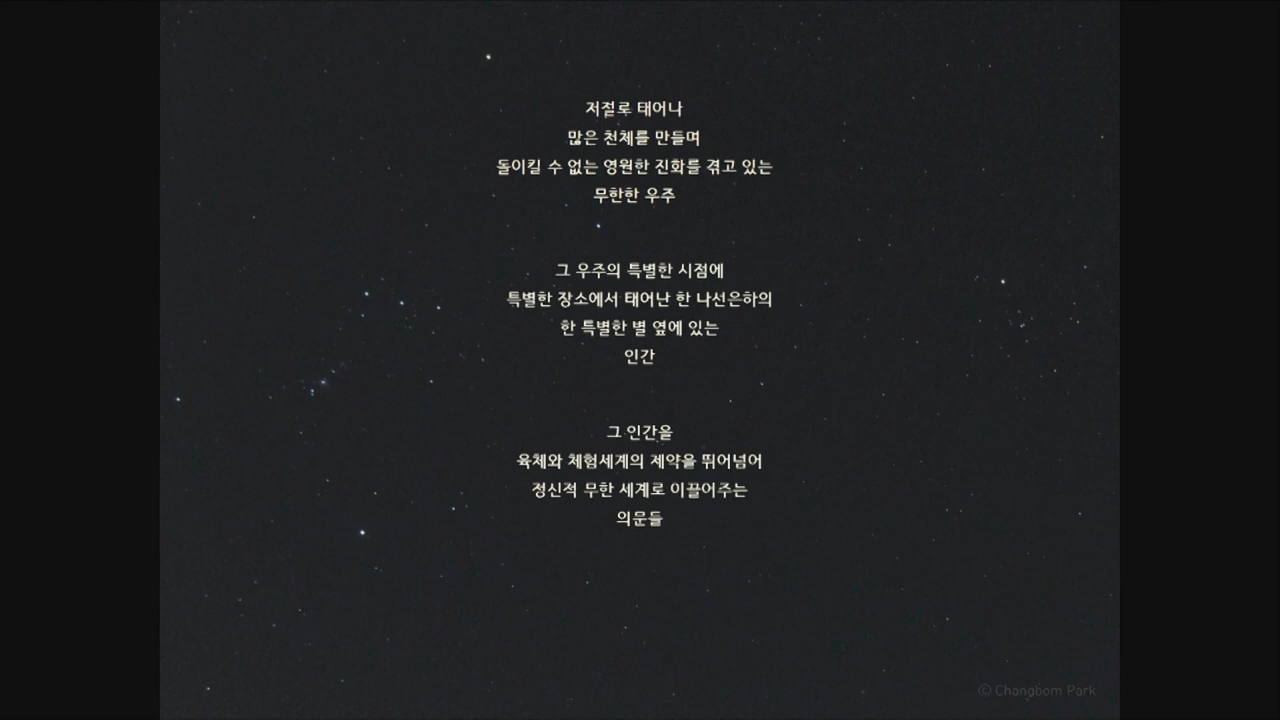 저절로 태어나
많은 천체를 만들며
돌이킬 수 없는 영원한 진화를 겪고 있는
무한한 우주
그 우주의 특별한 시점에
특별한 장소에서 태어난 한 나선은하의
한 특별한 별 옆에 있는
인간
그 인간을
육체와 체험세계의 제약을 뛰어넘어
정신적 무한 세계로 이끌어주는
의문들
© Changbom Park